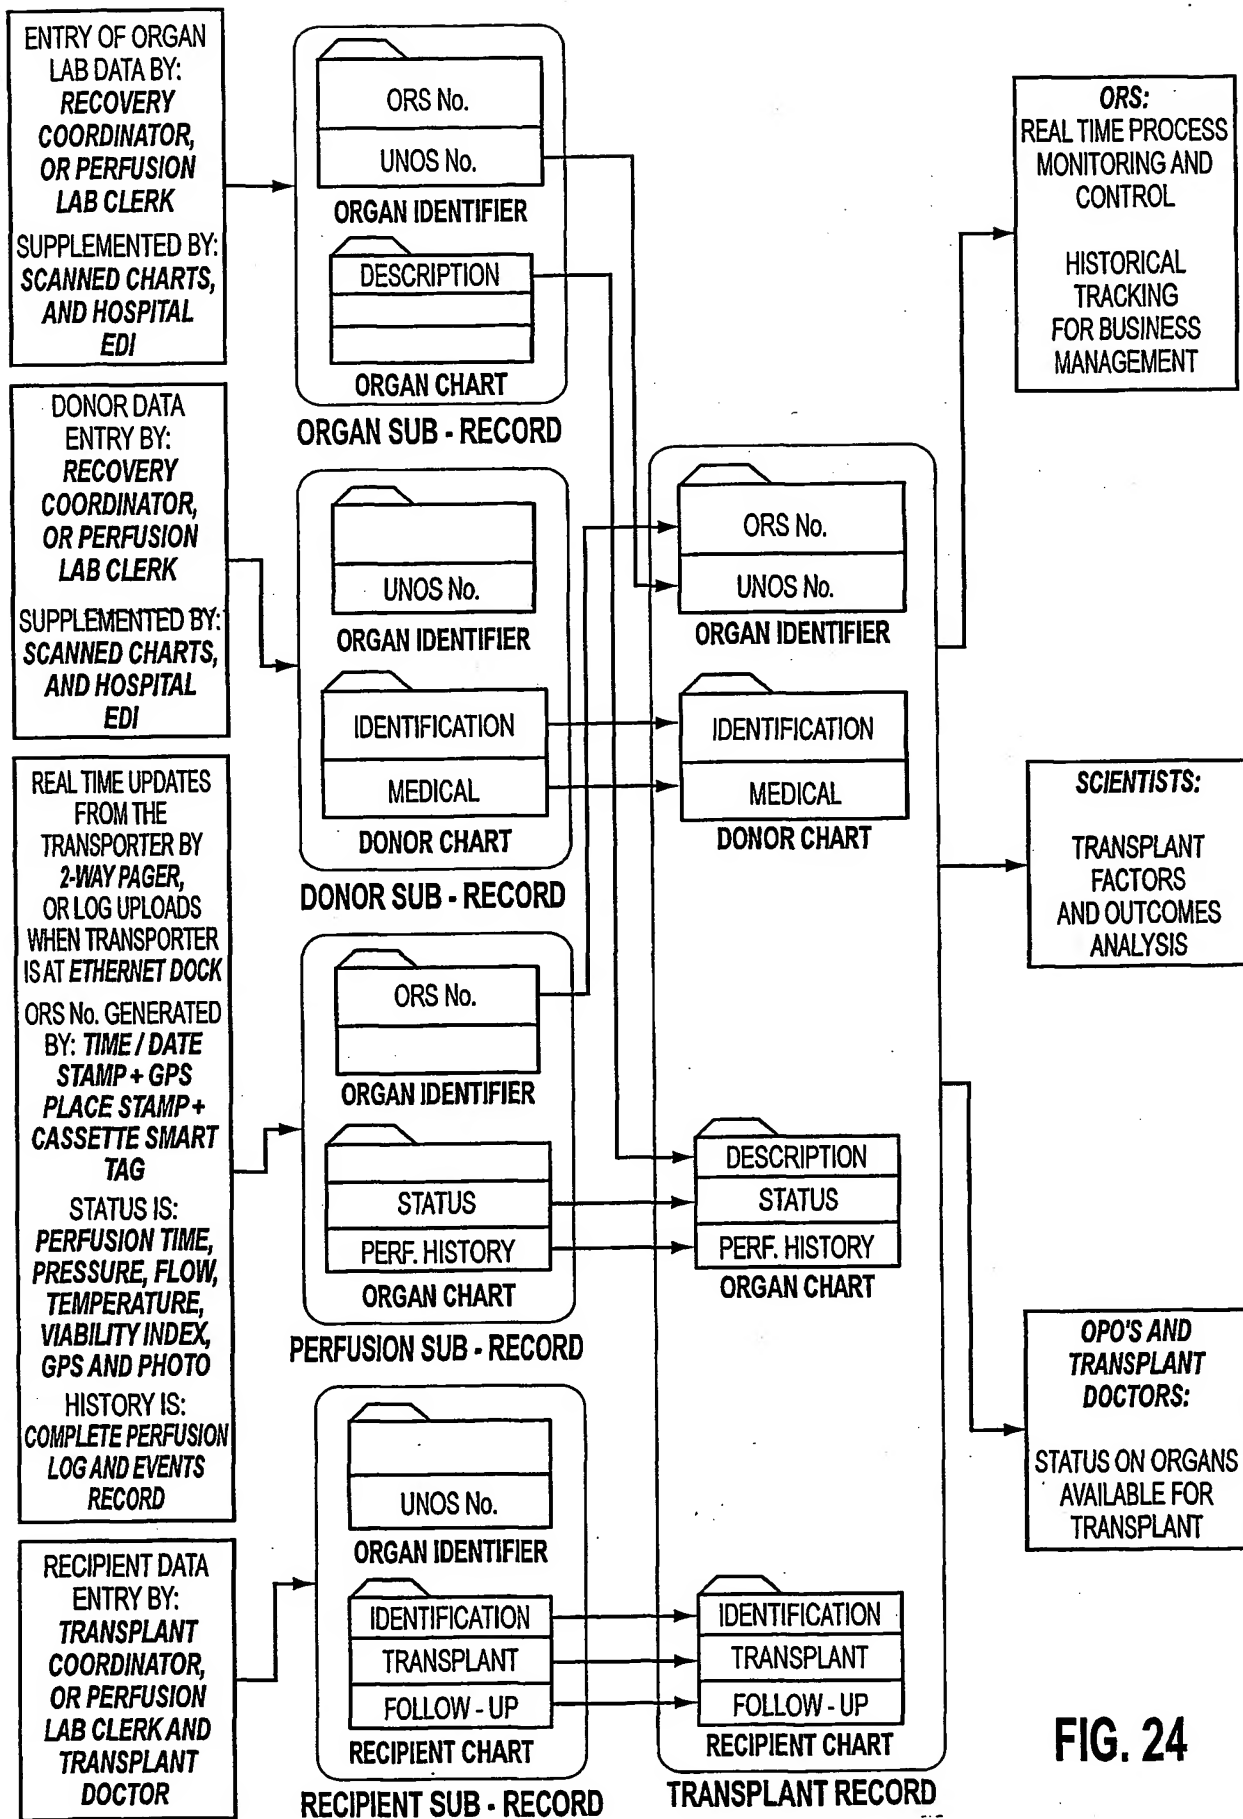 ENTRY OF ORGAN
LAB DATA BY:
RECOVERY
COORDINATOR,
OR PERFUSION
LAB CLERK
SUPPLEMENTED BY:
SCANNED CHARTS,
AND HOSPITAL
EDI
DONOR DATA
ENTRY BY:
RECOVERY
COORDINATOR,
OR PERFUSION
LAB CLERK
SUPPLEMENTED BY:
SCANNED CHARTS,
AND HOSPITAL
EDI
REAL TIME UPDATES
FROM THE
TRANSPORTER BY
2-WAY PAGER,
OR LOG UPLOADS
WHEN TRANSPORTER
IS AT ETHERNET DOCK
ORS No. GENERATED
BY: TIME / DATE
STAMP + GPS
PLACE STAMP +
CASSETTE SMART
TAG
STATUS IS:
PERFUSION TIME,
PRESSURE, FLOW,
TEMPERATURE,
VIABILITY INDEX,
GPS AND PHOTO
HISTORY IS:
COMPLETE PERFUSION
LOG AND EVENTS
RECORD
RECIPIENT DATA
ENTRY BY:
TRANSPLANT
COORDINATOR,
OR PERFUSION
LAB CLERK AND
TRANSPLANT
DOCTOR
ORS No.
UNOS No.
ORGAN IDENTIFIER
DESCRIPTION
ORGAN CHART
ORGAN SUB - RECORD
UNOS No.
ORGAN IDENTIFIER
IDENTIFICATION
MEDICAL
DONOR CHART
DONOR SUB - RECORD
ORS No.
ORGAN IDENTIFIER
STATUS
PERF. HISTORY
ORGAN CHART
PERFUSION SUB - RECORD
UNOS No.
ORGAN IDENTIFIER
IDENTIFICATION
TRANSPLANT
FOLLOW - UP
RECIPIENT CHART
RECIPIENT SUB - RECORD
ORS No.
UNOS No.
ORGAN IDENTIFIER
IDENTIFICATION
MEDICAL
DONOR CHART
DESCRIPTION
STATUS
PERF. HISTORY
ORGAN CHART
IDENTIFICATION
TRANSPLANT
FOLLOW - UP
RECIPIENT CHART
TRANSPLANT RECORD
ORS:
REAL TIME PROCESS
MONITORING AND
CONTROL
HISTORICAL
TRACKING
FOR BUSINESS
MANAGEMENT
SCIENTISTS:
TRANSPLANT
FACTORS
AND OUTCOMES
ANALYSIS
OPO'S AND
TRANSPLANT
DOCTORS:
STATUS ON ORGANS
AVAILABLE FOR
TRANSPLANT
FIG. 24